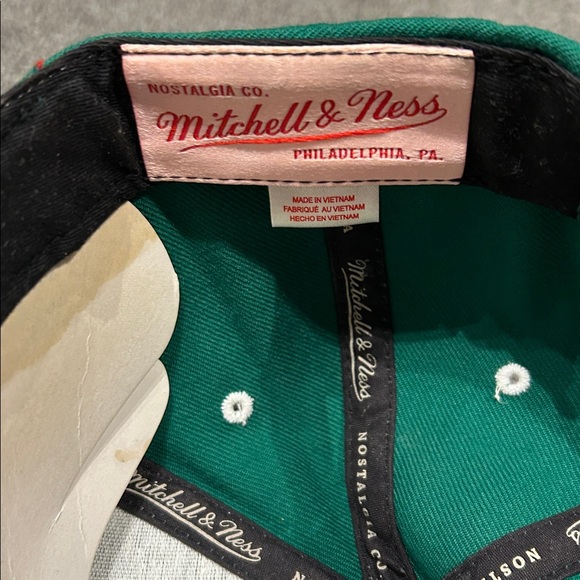 NOSTALGIA CO.
Mitchell & Ness
PHILADELPHIA, PA.
MADE IN VIETNAM
FABRIQUÉ AU VIETNAM
HECHO EN VIETNAM
Mitchell & Ness
NOSTALGIA CO
Mitchell & Ness